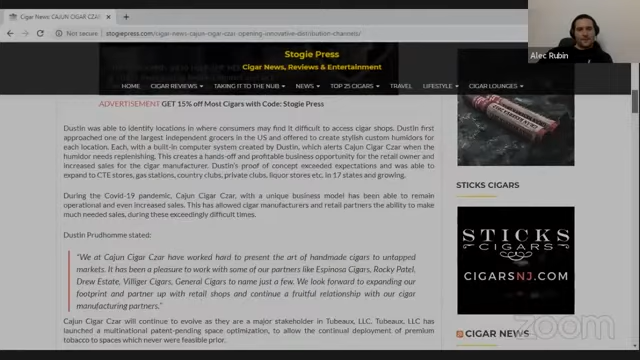 Cigar News: CAJUN CIGAR CZAR
Not secure
stogiepress.com/cigar-news-cajun-cigar-czar-opening-innovative-distribution-channels/
Alec Rubin
Stogie Press
Cigar News, Reviews & Entertainment
HOME
CIGAR REVIEWS
TAKING IT TO THE NUB
NEWS
TOP 25 CIGARS
TRAVEL
LIFESTYLE
CIGAR LOUNGES
ADVERTISEMENT GET 15% off Most Cigars with Code: Stogie Press
Dustin was able to identify locations in where consumers may find it difficult to access cigar shops. Dustin first
approached one of the largest independent grocers in the US and offered to create stylish custom humidors for
each location. Each, with a built-in computer system created by Dustin, which alerts Cajun Cigar Czar when the
humidor needs replenishing. This creates a hands-off and profitable business opportunity for the retail owner and
increased sales for the cigar manufacturer. Dustin's proof of concept exceeded expectations and was able to
expand to CTE stores, gas stations, country clubs, private clubs, liquor stores etc. in 17 states and growing.
During the Covid-19 pandemic, Cajun Cigar Czar, with a unique business model has been able to remain
operational and even increased sales. This has allowed cigar manufacturers and retail partners the ability to make
much needed sales, during these exceedingly difficult times.
Dustin Prudhomme stated:
"We at Cajun Cigar Czar have worked hard to present the art of handmade cigars to untapped
markets. It has been a pleasure to work with some of our partners like Espinosa Cigars, Rocky Patel,
Drew Estate, Villiger Cigars, General Cigars to name just a few. We look forward to expanding our
footprint and partner up with retail shops and continue a fruitful relationship with our cigar
manufacturing partners."
Cajun Cigar Czar will continue to evolve as they are a major stakeholder in Tubeaux, LLC. Tubeaux, LLC has
launched a multinational patent-pending space optimization, to allow the continual deployment of premium
tobacco to spaces which never were feasible prior.
STICKS CIGARS
STICKS
CIGARS
CIGARSNJ.COM
CIGAR NEWS
zoom